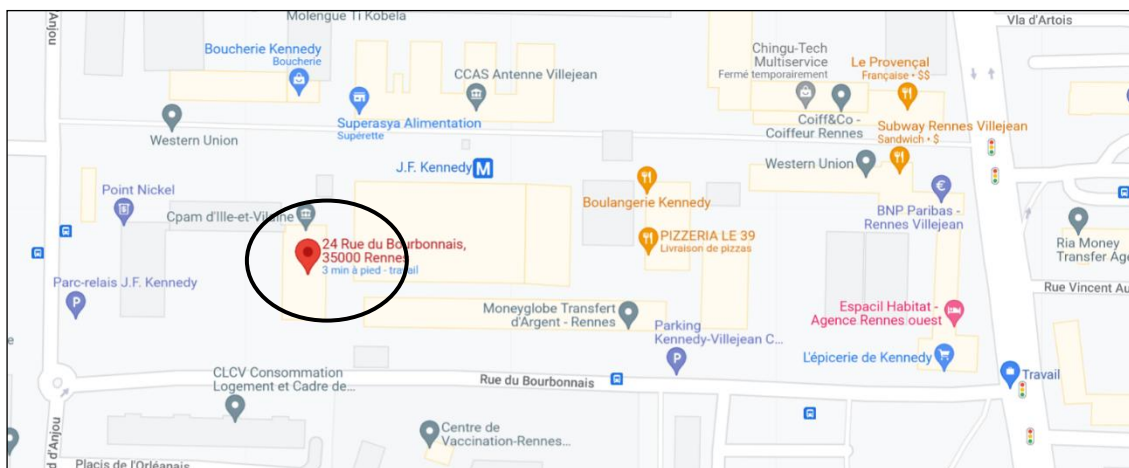 Anjou
Molengue Ti Kobela
Vla d'Artois
Boucherie Kennedy
Boucherie
CCAS Antenne Villejean
Chingu-Tech
Multiservice
Fermé temporairement
Le Provençal
Française • $$
Superasya Alimentation
Supérette
Western Union
Coiff&Co -
Coiffeur Rennes
Subway Rennes Villejean
Sandwich • $
J.F. Kennedy
M
Western Union
Point Nickel
Boulangerie Kennedy
BNP Paribas -
Rennes Villejean
Cpam d'Ille-et-Vilaine
24 Rue du Bourbonnais,
35000 Rennes
3 min à pied - travail
PIZZERIA LE 39
Livraison de pizzas
Ria Money
Transfer Age
Parc-relais J.F. Kennedy
P
Rue Vincent Au
Moneyglobe Transfert
d'Argent - Rennes
Espacil Habitat -
Agence Rennes ouest
Parking
Kennedy-Villejean C...
P
L'épicerie de Kennedy
CLCV Consommation
Logement et Cadre de...
Rue du Bourbonnais
Travail
Centre de
Vaccination-Rennes...
d d'Anjou
Placis de l'Orléanais